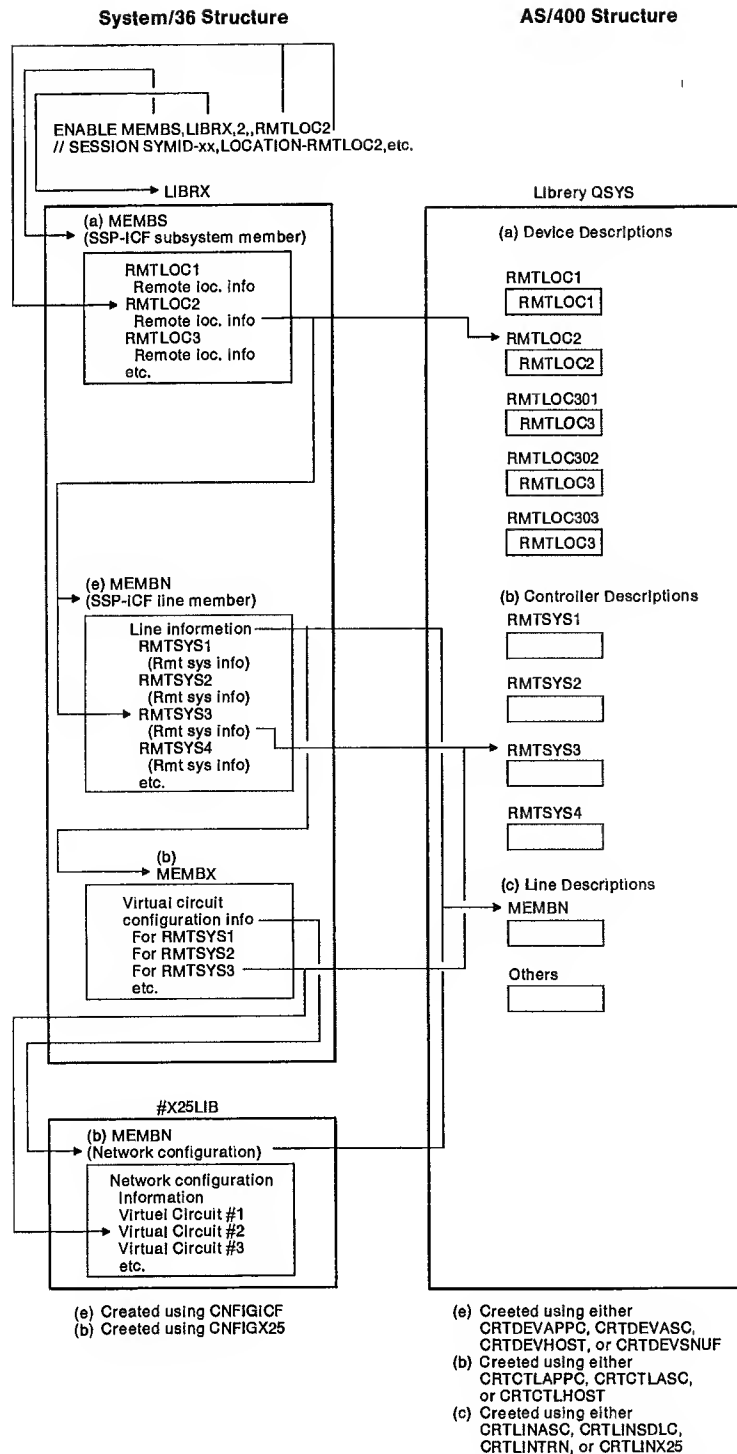 System/36 Structure
AS/400 Structure
ENABLE MEMBS,LIBRX,2,,RMTLOC2
// SESSION SYMID-xx,LOCATION-RMTLOC2,etc.
LIBRX
(a) MEMBS
(SSP-ICF subsystem member)
RMTLOC1
Remote loc. info
RMTLOC2
Remote loc. info
RMTLOC3
Remote loc. info
etc.
(e) MEMBN
(SSP-ICF line member)
Line informetion
RMTSYS1
(Rmt sys info)
RMTSYS2
(Rmt sys info)
RMTSYS3
(Rmt sys info)
RMTSYS4
(Rmt sys info)
etc.
(b)
MEMBX
Virtual circuit
configuration info
For RMTSYS1
For RMTSYS2
For RMTSYS3
etc.
#X25LIB
(b) MEMBN
(Network configuration)
Network configuration
Information
Virtuel Circuit #1
Virtual Circuit #2
Virtual Circuit #3
etc.
(e) Created using CNFIGICF
(b) Creeted using CNFIGX25
Librery QSYS
(a) Device Descriptions
RMTLOC1
RMTLOC1
RMTLOC2
RMTLOC2
RMTLOC301
RMTLOC3
RMTLOC302
RMTLOC3
RMTLOC303
RMTLOC3
(b) Controller Descriptions
RMTSYS1
RMTSYS2
RMTSYS3
RMTSYS4
(c) Line Descriptions
MEMBN
Others
(e) Creeted using either
CRTDEVAPPC, CRTDEVASC,
CRTDEVHOST, or CRTDEVSNUF
(b) Creeted using either
CRTCTLAPPC, CRTCTLASC,
or CRTCTLHOST
(c) Creeted using either
CRTLINASC, CRTLINSDLC,
CRTLINTRN, or CRTLINX25